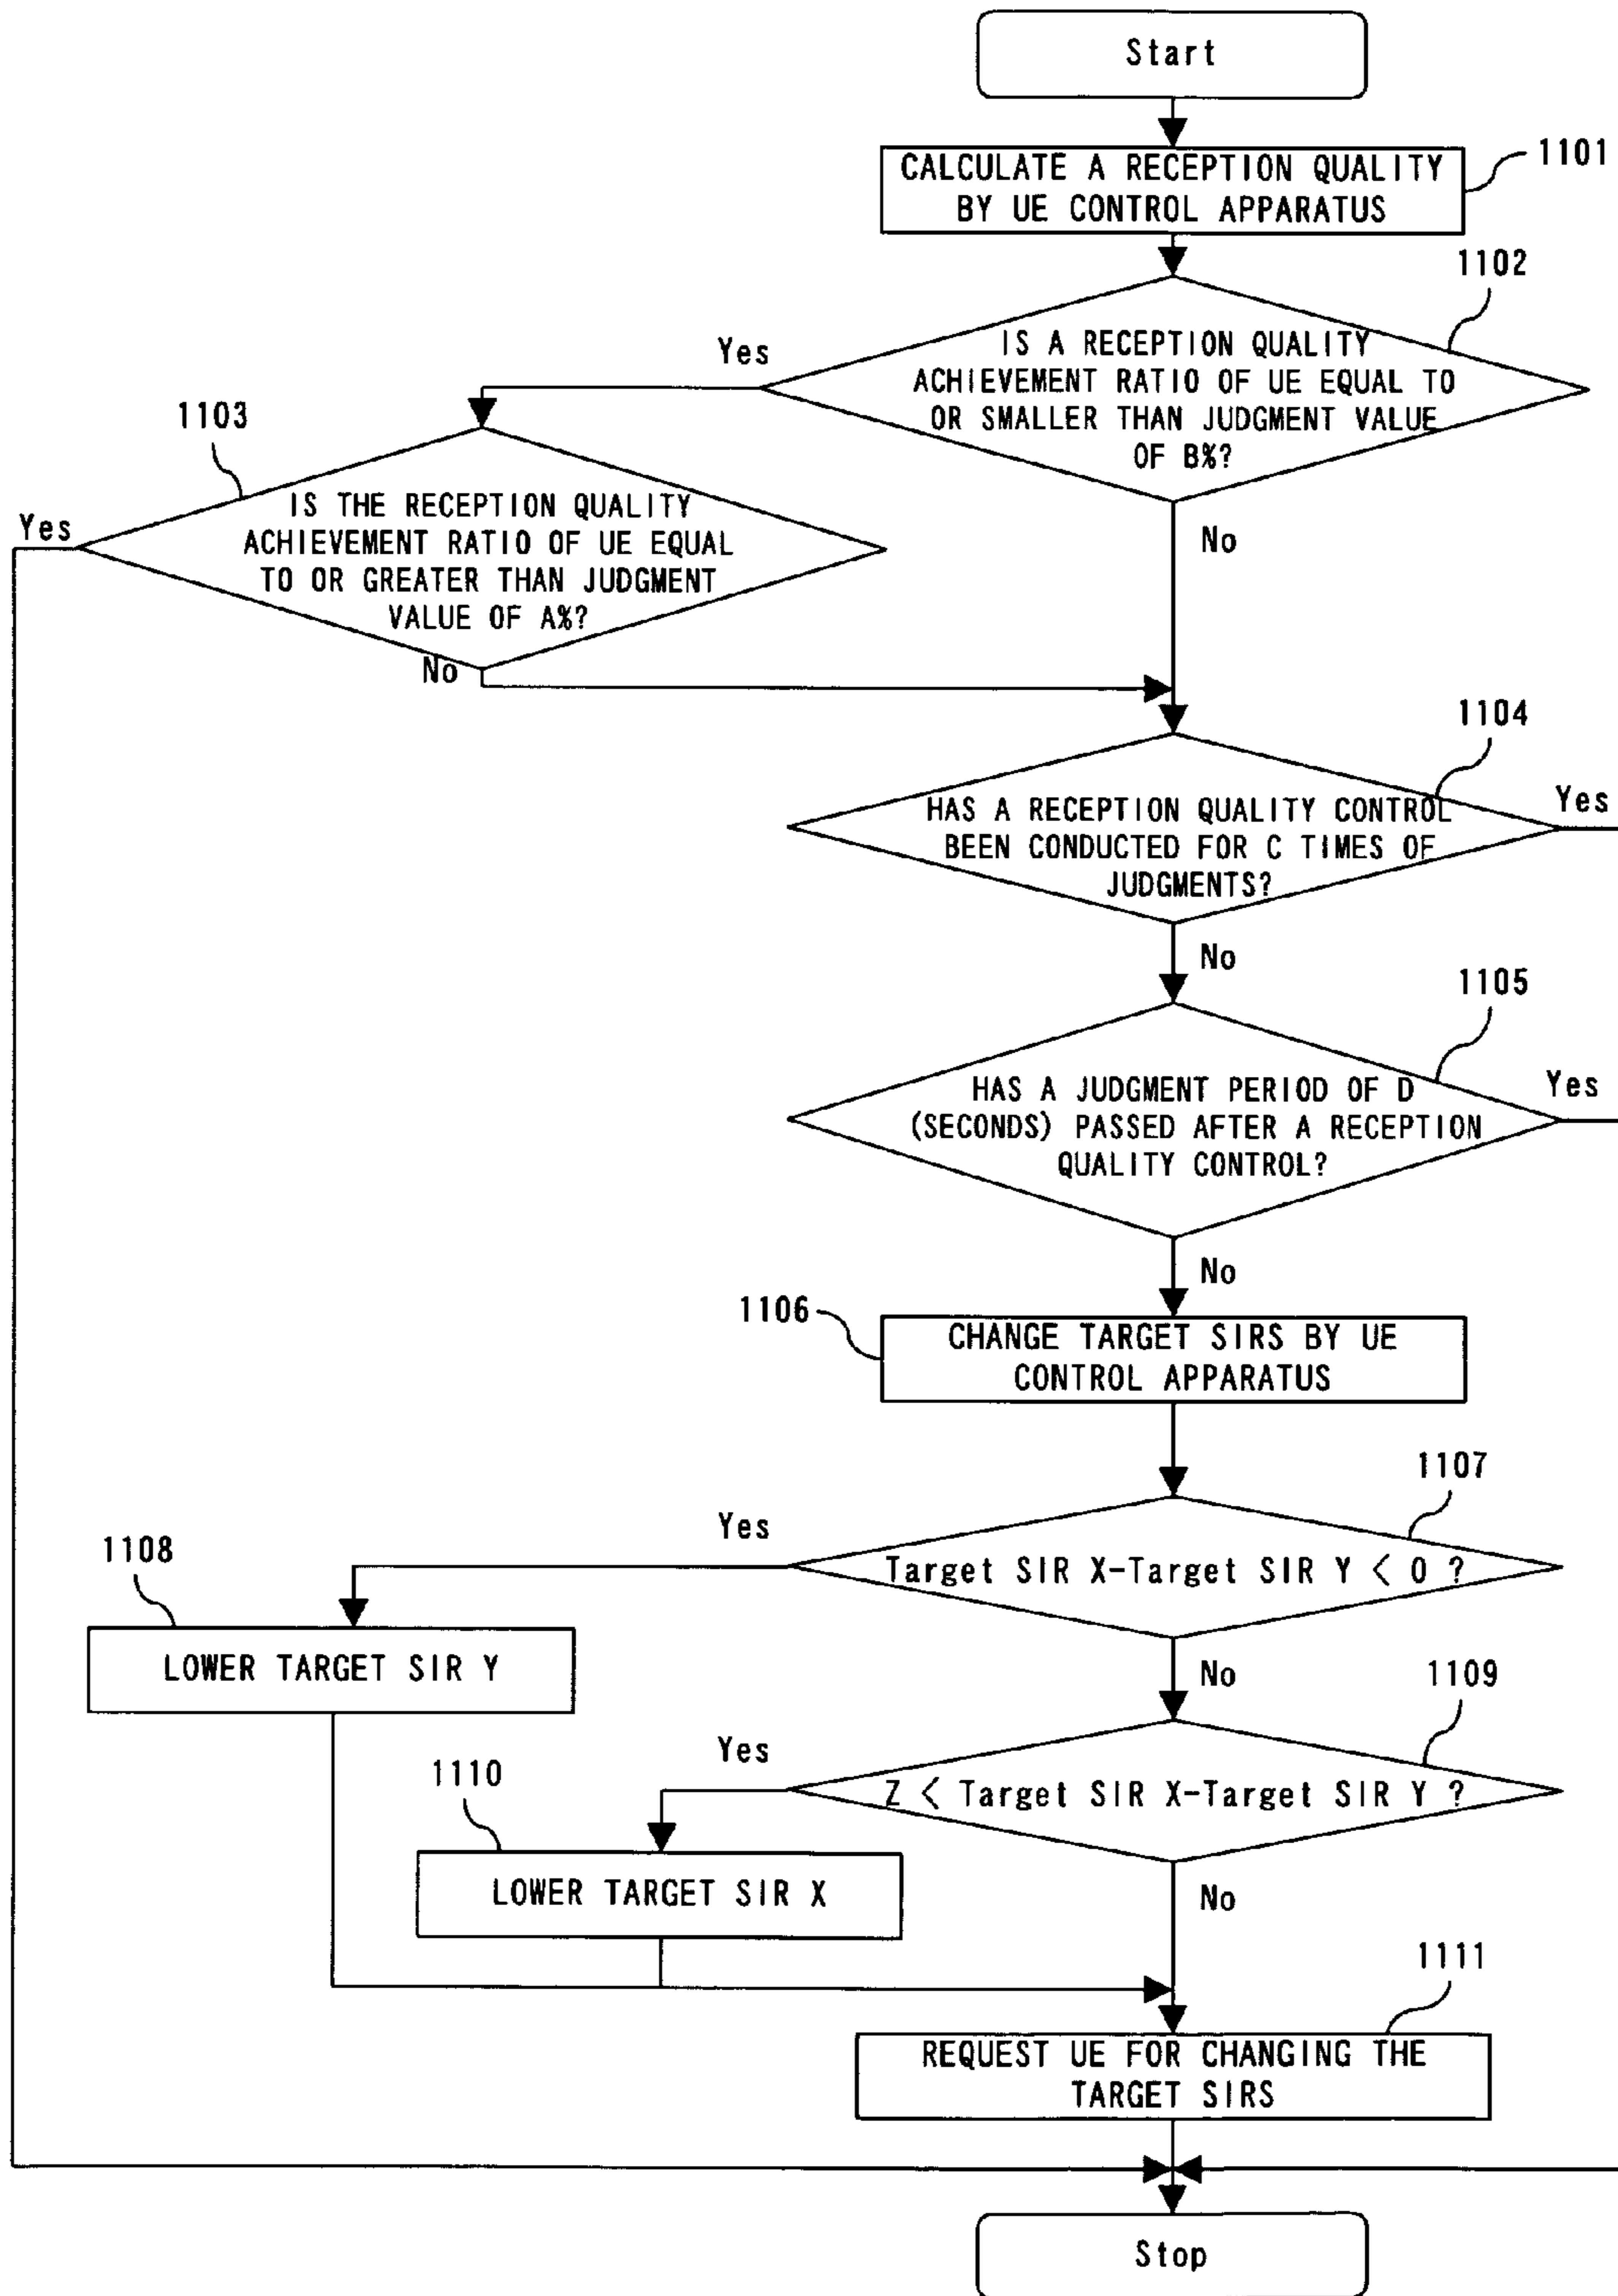 Start
1101
CALCULATE A RECEPTION QUALITY
BY UE CONTROL APPARATUS
1102
Yes
IS A RECEPTION QUALITY
ACHIEVEMENT RATIO OF UE EQUAL TO
OR SMALLER THAN JUDGMENT VALUE
OF B%?
No
1103
Yes
IS THE RECEPTION QUALITY
ACHIEVEMENT RATIO OF UE EQUAL
TO OR GREATER THAN JUDGMENT
VALUE OF A%?
No
1104
HAS A RECEPTION QUALITY CONTROL
BEEN CONDUCTED FOR C TIMES OF
JUDGMENTS?
Yes
No
1105
HAS A JUDGMENT PERIOD OF D
(SECONDS) PASSED AFTER A RECEPTION
QUALITY CONTROL?
Yes
No
1106
CHANGE TARGET SIRS BY UE
CONTROL APPARATUS
1107
Yes
Target SIR X-Target SIR Y < 0 ?
No
1108
LOWER TARGET SIR Y
1109
Yes
Z < Target SIR X-Target SIR Y ?
No
1110
LOWER TARGET SIR X
1111
REQUEST UE FOR CHANGING THE
TARGET SIRS
Stop